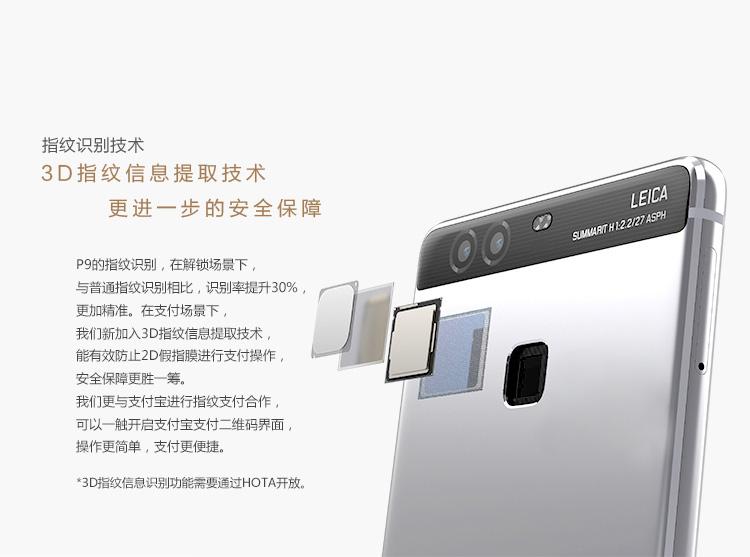 指纹识别技术
3D指纹信息提取技术
更进一步的安全保障
P9的指纹识别，在解锁场景下，
与普通指纹识别相比，识别率提升30%，
更加精准。在支付场景下，
我们新加入3D指纹信息提取技术，
能有效防止2D假指膜进行支付操作，
安全保障更胜一筹。
我们更与支付宝进行指纹支付合作，
可以一触开启支付宝支付二维码界面，
操作更简单，支付更便捷。
*3D指纹信息识别功能需要通过HOTA开放。
LEICA
SUMMARIT H 1:2.2/27 ASPH